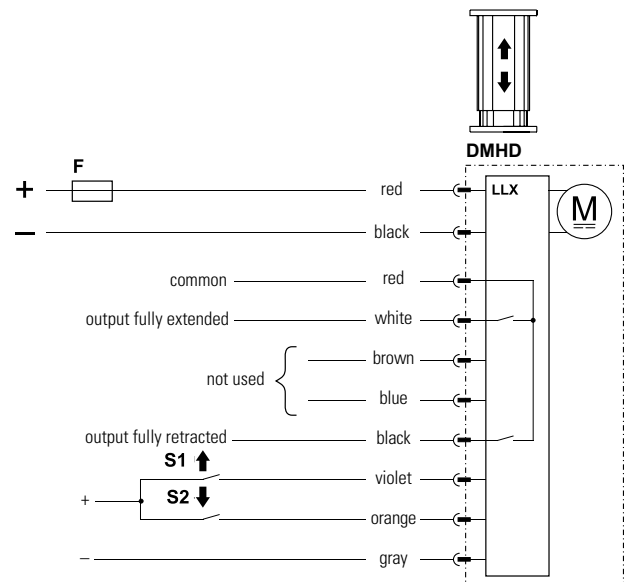 DMHD
F
+ red LLX
M
− black
common red
output fully extended white
not used brown
blue
output fully retracted black
S1 violet
+ S2
orange
− gray